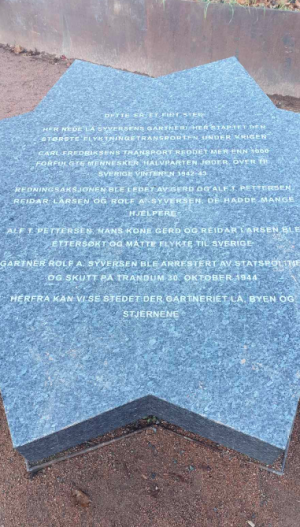 DETTE ER ET FINT STED
HER NEDE LÅ SYVERSENS GARTNERI. HER STARTET DEN
STØRSTE FLYKTNINGETRANSPORTEN UNDER KRIGEN
CARL FREDRIKSENS TRANSPORT REDDET MER ENN 1000
FORFULGTE MENNESKER, HALVPARTEN JØDER, OVER TIL
SVERIGE VINTEREN 1942-43
REDNINGSAKSJONEN BLE LEDET AV GERD OG ALF T. PETTERSEN,
REIDAR LARSEN OG ROLF A. SYVERSEN. DE HADDE MANGE
HJELPERE
ALF T. PETTERSEN, HANS KONE GERD OG REIDAR LARSEN BLE
ETTERSØKT OG MÅTTE FLYKTE TIL SVERIGE
GARTNER ROLF A. SYVERSEN BLE ARRESTERT AV STATSPOLITIET
OG SKUTT PÅ TRANDUM 30. OKTOBER 1944
HERFRA KAN VI SE STEDET DER GARTNERIET LÅ, BYEN OG
STJERNENE